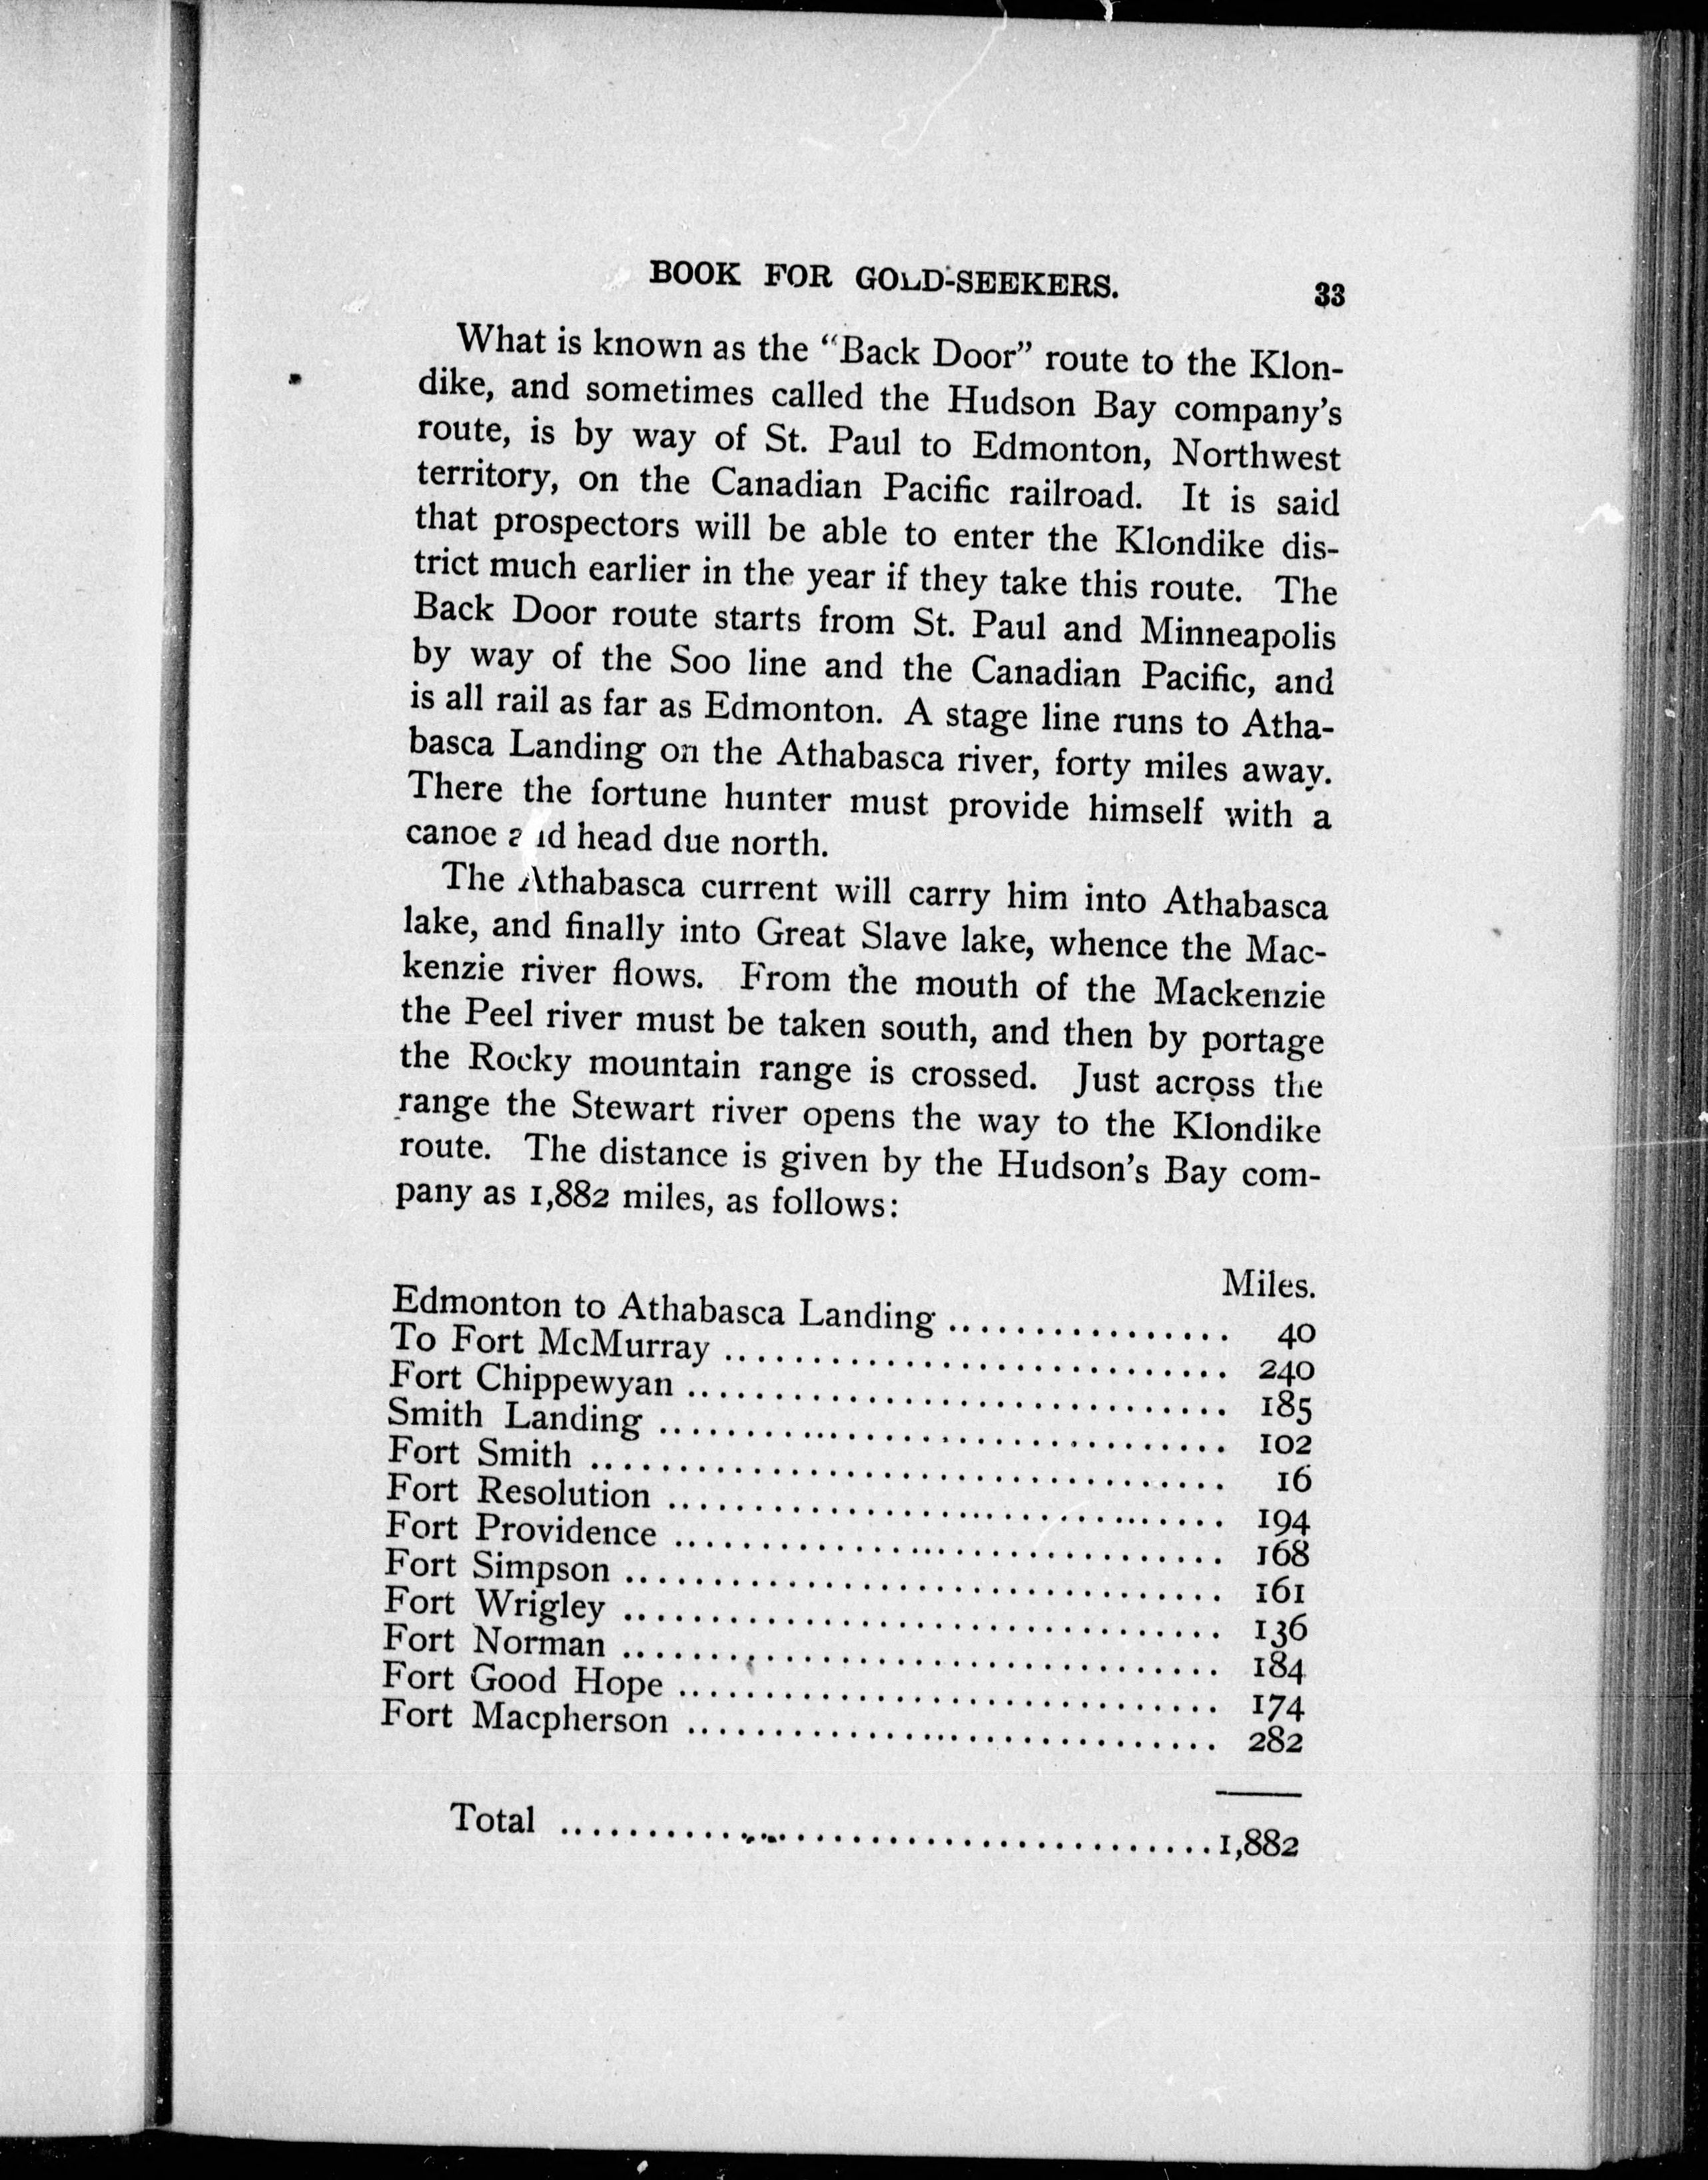 BOOK FOR GOLD-SEEKERS. 33
What is known as the “Back Door” route to the Klon-
dike, and sometimes called the Hudson Bay company’s
route, is by way of St. Paul to Edmonton, Northwest
territory, on the Canadian Pacific railroad. It is said
that prospectors will be able to enter the Klondike dis-
trict much earlier in the year if they take this route. The
Back Door route starts from St. Paul and Minneapolis
by way of the Soo line and the Canadian Pacific, and
is all rail as far as Edmonton. A stage line runs to Atha-
basca Landing on the Athabasca river, forty miles away.
There the fortune hunter must provide himself with a
canoe and head due north.
The Athabasca current will carry him into Athabasca
lake, and finally into Great Slave lake, whence the Mac-
kenzie river flows. From the mouth of the Mackenzie
the Peel river must be taken south, and then by portage
the Rocky mountain range is crossed. Just across the
range the Stewart river opens the way to the Klondike
route. The distance is given by the Hudson’s Bay com-
pany as 1,882 miles, as follows:
Miles.
Edmonton to Athabasca Landing ................ 40
To Fort McMurray ............................. 240
Fort Chippewyan ............................... 185
Smith Landing ................................. 102
Fort Smith ..................................... 16
Fort Resolution ................................ 194
Fort Providence ................................ 168
Fort Simpson ................................... 161
Fort Wrigley ................................... 136
Fort Norman ................................... 184
Fort Good Hope ................................ 174
Fort Macpherson ............................... 282
Total ......................................1,882